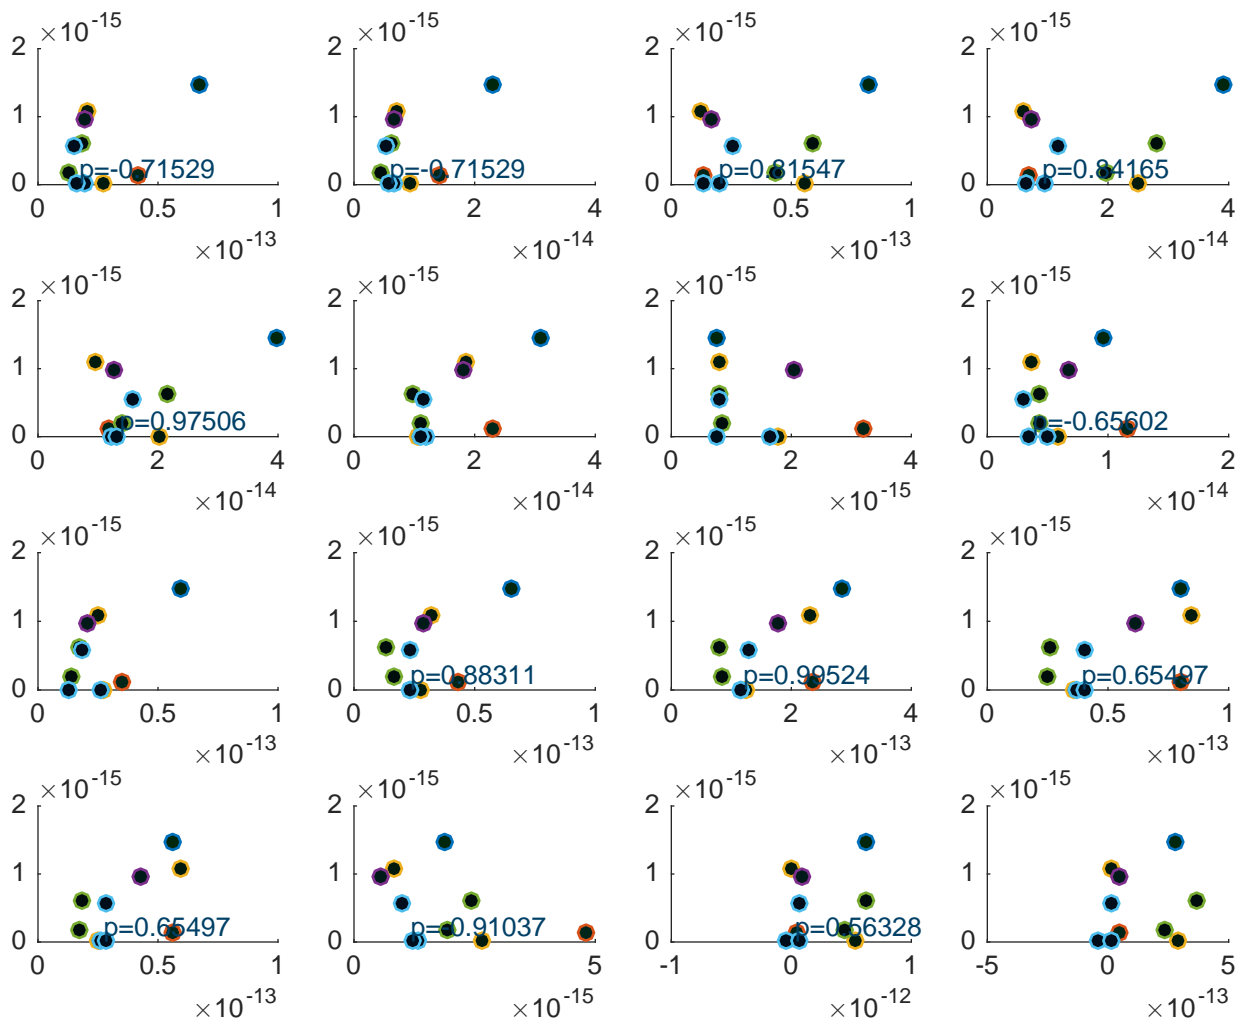 ×10-15 ×10-15 ×10-15 ×10-15
2 2 2 2
1 1 1 1
p=-0.71529 p=-0.71529 p=0.81547 p=0.84165
0 0 0 0
0 0.5 1 0 2 4 0 0.5 1 0 2 4
×10-13 ×10-14 ×10-13 ×10-14
×10-15 ×10-15 ×10-15 ×10-15
2 2 2 2
1 1 1 1
p=0.97506 p=-0.65602
0 0 0 0
0 2 4 0 2 4 0 2 4 0 1 2
×10-14 ×10-14 ×10-15 ×10-14
×10-15 ×10-15 ×10-15 ×10-15
2 2 2 2
1 1 1 1
p=0.88311 p=0.99524 p=0.65497
0 0 0 0
0 0.5 1 0 0.5 1 0 2 4 0 0.5 1
×10-13 ×10-13 ×10-13 ×10-13
×10-15 ×10-15 ×10-15 ×10-15
2 2 2 2
1 1 1 1
p=0.65497 p=0.91037 p=0.56328
0 0 0 0
0 0.5 1 0 5 -1 0 1 -5 0 5
×10-13 ×10-15 ×10-12 ×10-13